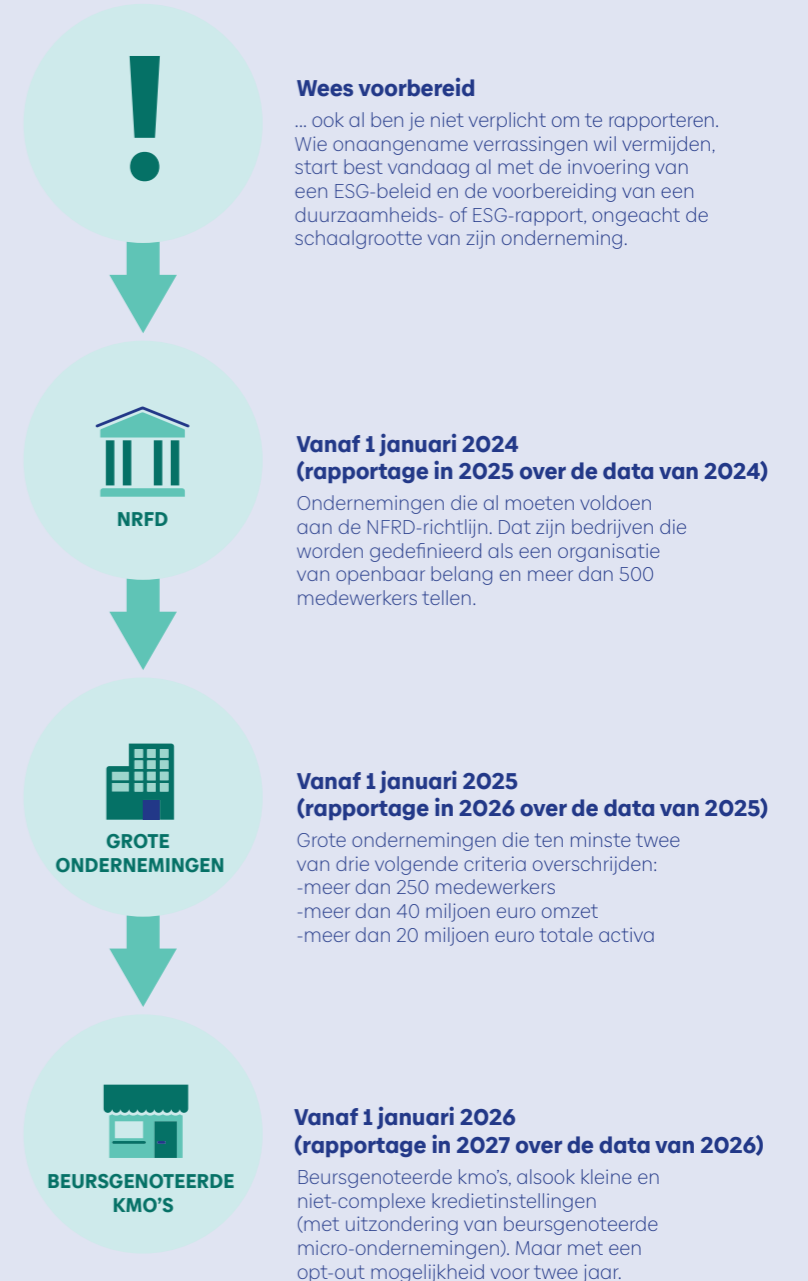 !
Wees voorbereid
... ook al ben je niet verplicht om te rapporteren.
Wie onaangename verrassingen wil vermijden,
start best vandaag al met de invoering van
een ESG-beleid en de voorbereiding van een
duurzaamheids- of ESG-rapport, ongeacht de
schaalgrootte van zijn onderneming.
NRFD
Vanaf 1 januari 2024
(rapportage in 2025 over de data van 2024)
Ondernemingen die al moeten voldoen
aan de NFRD-richtlijn. Dat zijn bedrijven die
worden gedefinieerd als een organisatie
van openbaar belang en meer dan 500
medewerkers tellen.
GROTE
ONDERNEMINGEN
Vanaf 1 januari 2025
(rapportage in 2026 over de data van 2025)
Grote ondernemingen die ten minste twee
van drie volgende criteria overschrijden:
-meer dan 250 medewerkers
-meer dan 40 miljoen euro omzet
-meer dan 20 miljoen euro totale activa
BEURSGENOTEERDE
KMO'S
Vanaf 1 januari 2026
(rapportage in 2027 over de data van 2026)
Beursgenoteerde kmo's, alsook kleine en
niet-complexe kredietinstellingen
(met uitzondering van beursgenoteerde
micro-ondernemingen). Maar met een
opt-out mogelijkheid voor twee jaar.